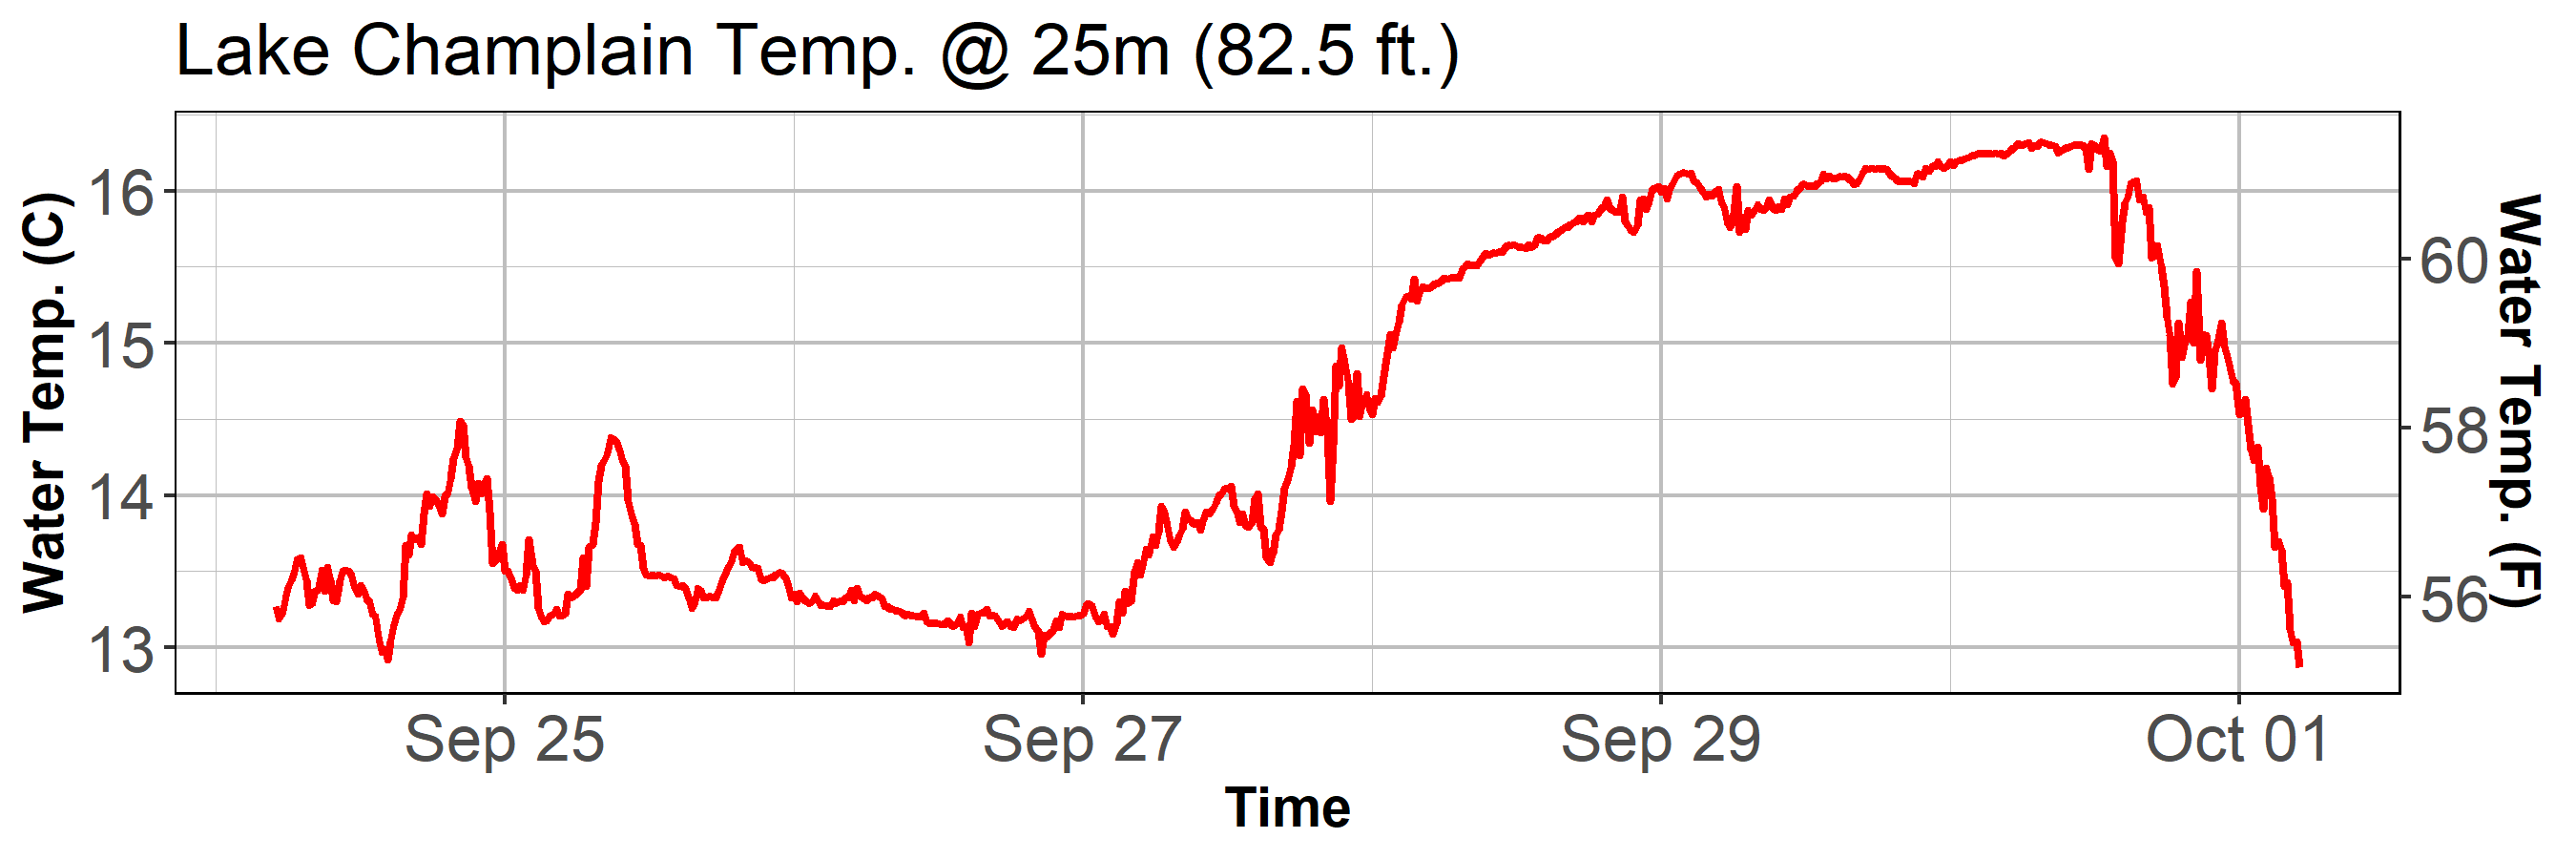 Lake Champlain Temp. @ 25m (82.5 ft.)
Water Temp. (C)
16
15
14
13
60
58
56
Water Temp. (F)
Sep 25
Sep 27
Sep 29
Oct 01
Time